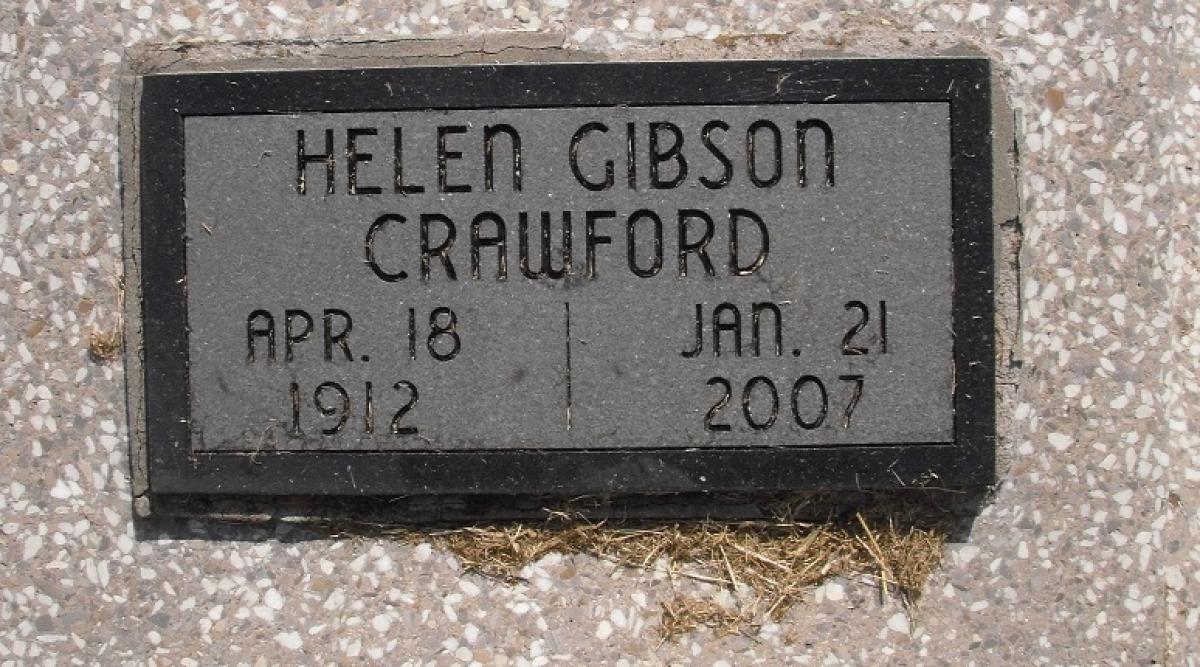 HELEN GIBSON
CRAWFORD
APR. 18 JAN. 21
1912 2007